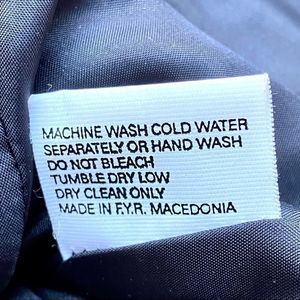 MACHINE WASH COLD WATER
SEPARATELY OR HAND WASH
DO NOT BLEACH
TUMBLE DRY LOW
DRY CLEAN ONLY
MADE IN F.Y.R. MACEDONIA